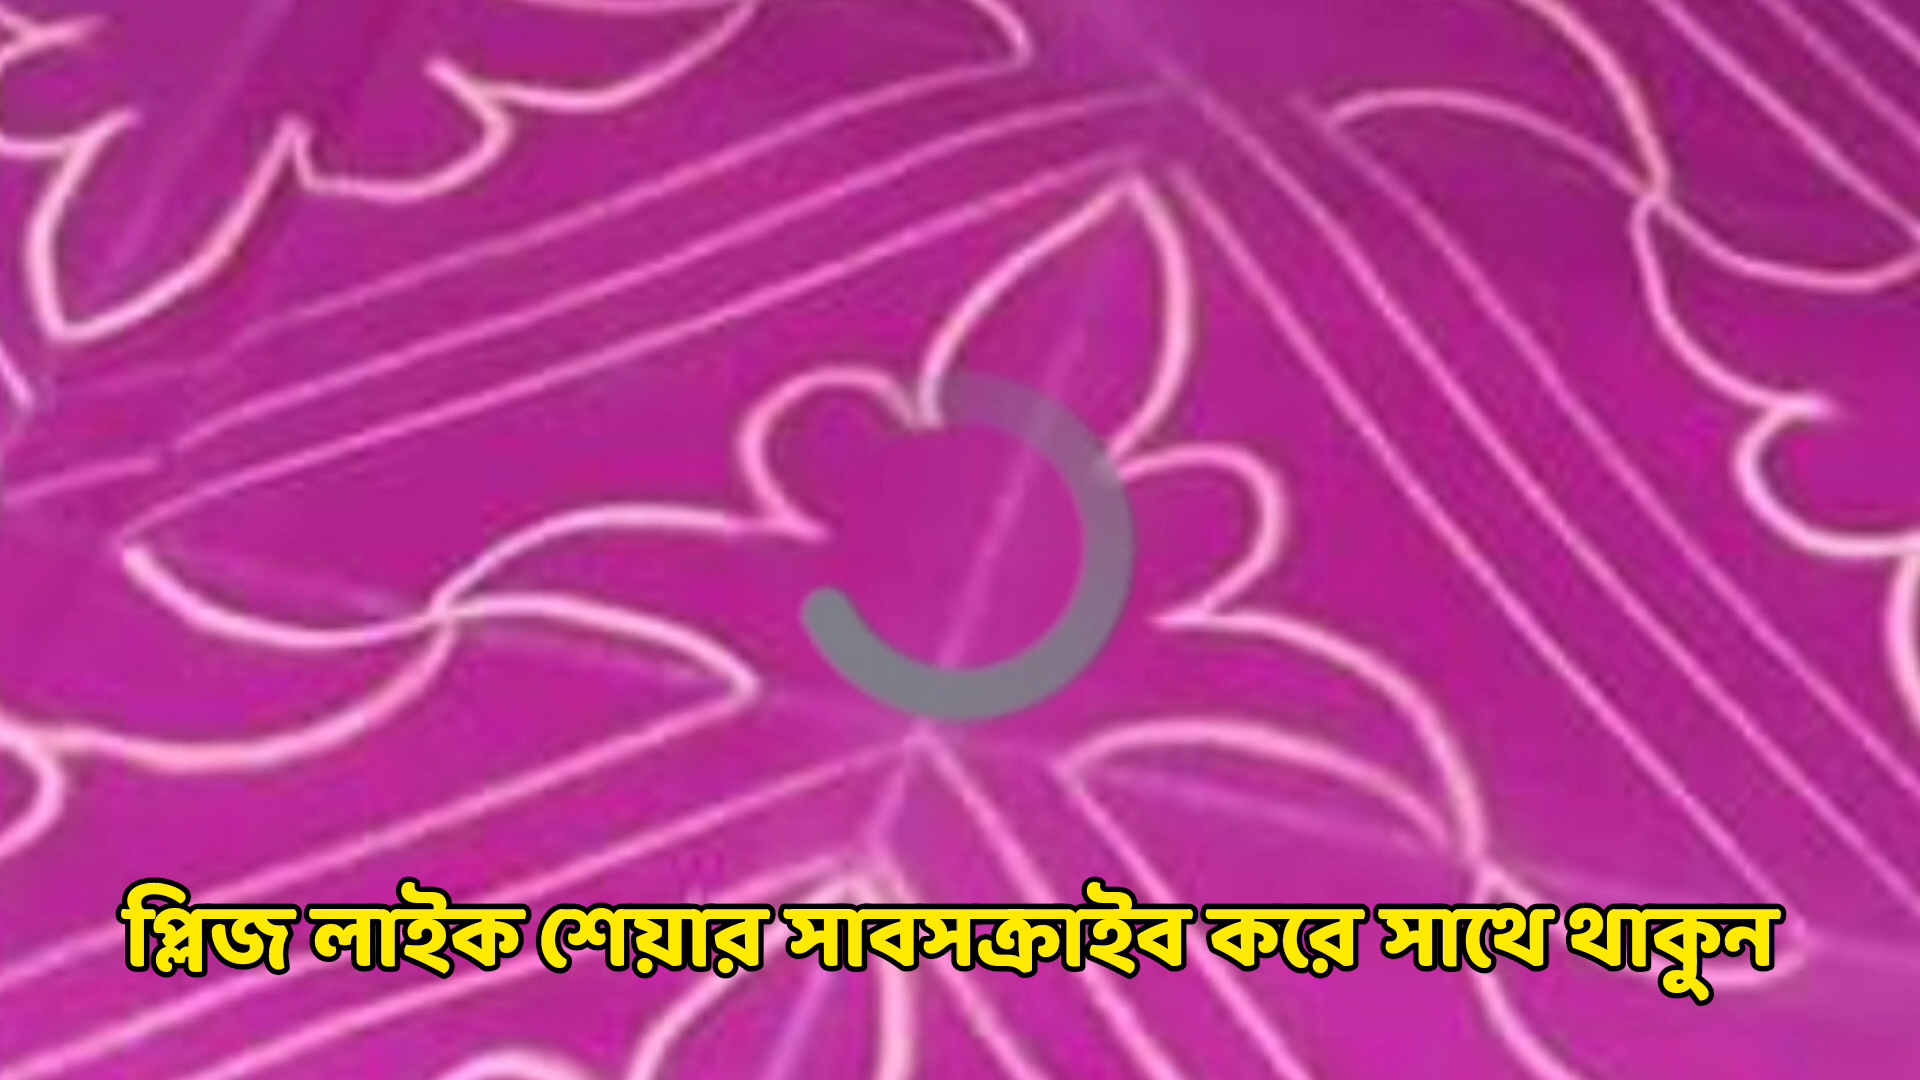 প্লিজ লাইক শেয়ার সাবসক্রাইব করে সাথে থাকুন